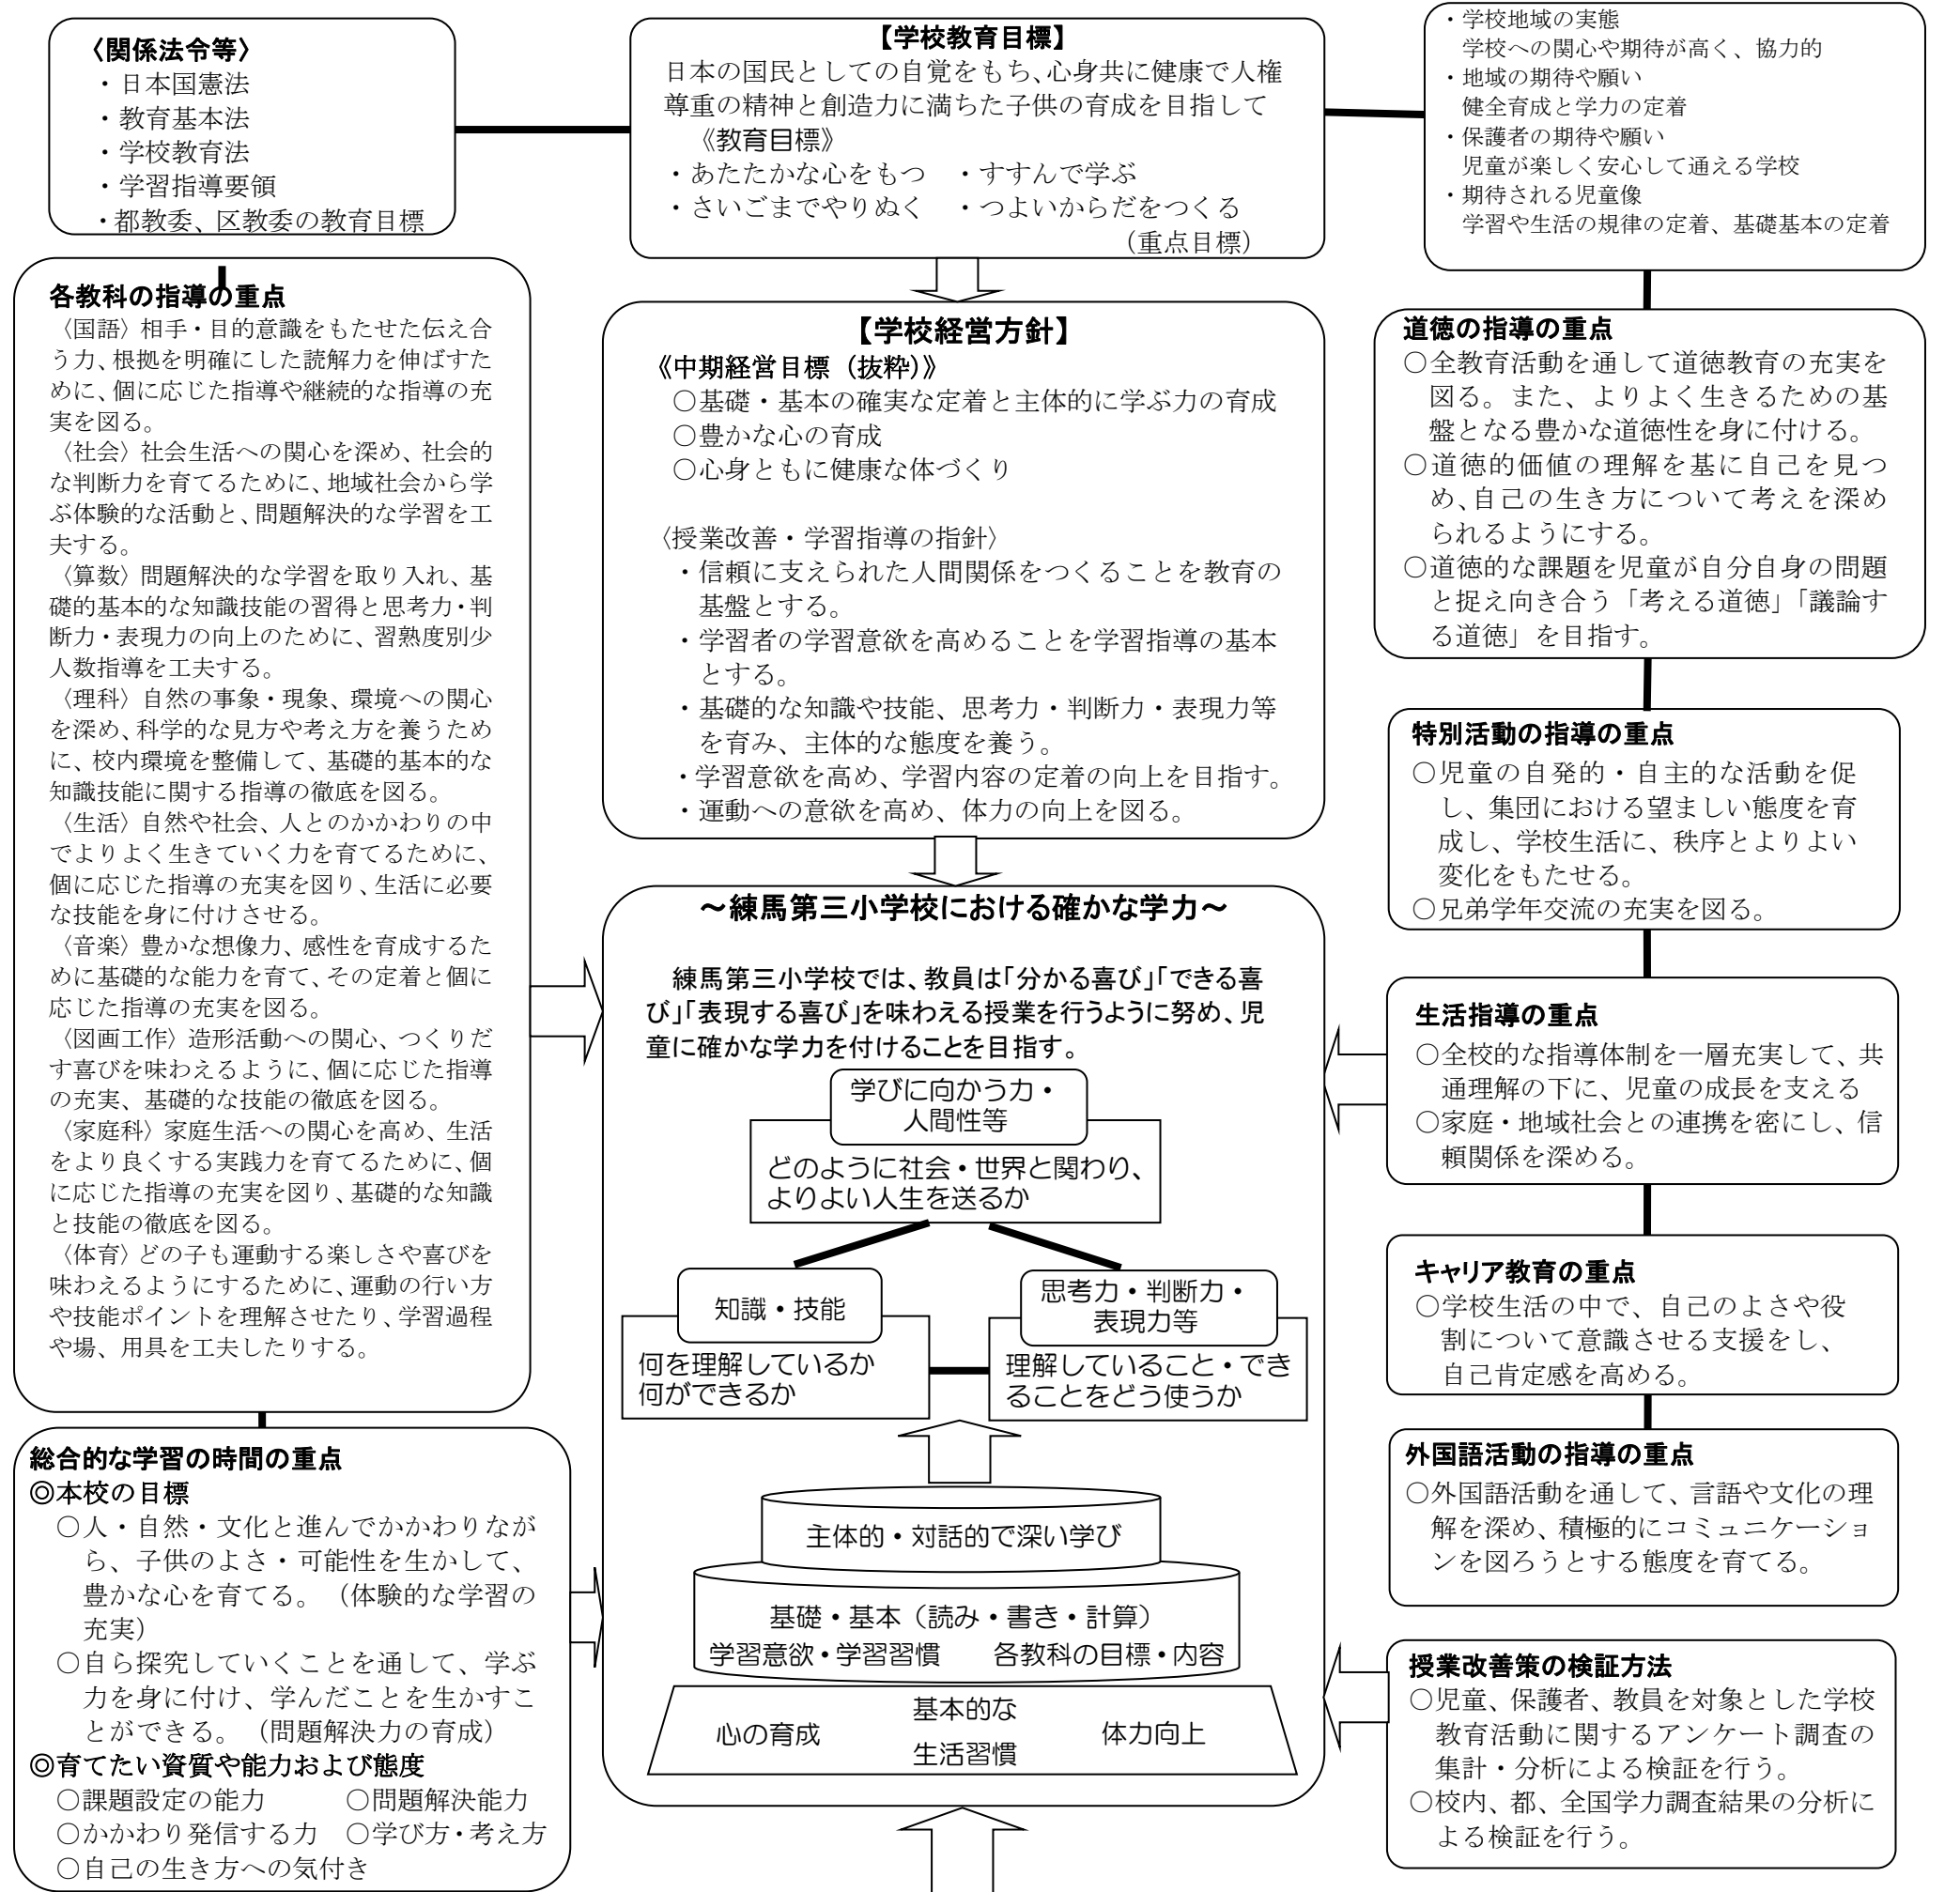 〈関係法令等〉
・日本国憲法
・教育基本法
・学校教育法
・学習指導要領
・都教委、区教委の教育目標
【学校教育目標】
日本の国民としての自覚をもち、心身共に健康で人権
尊重の精神と創造力に満ちた子供の育成を目指して
《教育目標》
・あたたかな心をもつ　・すすんで学ぶ
・さいごまでやりぬく　・つよいからだをつくる
（重点目標）
・学校地域の実態
学校への関心や期待が高く、協力的
・地域の期待や願い
健全育成と学力の定着
・保護者の期待や願い
児童が楽しく安心して通える学校
・期待される児童像
学習や生活の規律の定着、基礎基本の定着
各教科の指導の重点
〈国語〉相手・目的意識をもたせた伝え合
う力、根拠を明確にした読解力を伸ばすた
めに、個に応じた指導や継続的な指導の充
実を図る。
〈社会〉社会生活への関心を深め、社会的
な判断力を育てるために、地域社会から学
ぶ体験的な活動と、問題解決的な学習を工
夫する。
〈算数〉問題解決的な学習を取り入れ、基
礎的基本的な知識技能の習得と思考力・判
断力・表現力の向上のために、習熟度別少
人数指導を工夫する。
〈理科〉自然の事象・現象、環境への関心
を深め、科学的な見方や考え方を養うため
に、校内環境を整備して、基礎的基本的な
知識技能に関する指導の徹底を図る。
〈生活〉自然や社会、人とのかかわりの中
でよりよく生きていく力を育てるために、
個に応じた指導の充実を図り、生活に必要
な技能を身に付けさせる。
〈音楽〉豊かな想像力、感性を育成するた
めに基礎的な能力を育て、その定着と個に
応じた指導の充実を図る。
〈図画工作〉造形活動への関心、つくりだ
す喜びを味わえるように、個に応じた指導
の充実、基礎的な技能の徹底を図る。
〈家庭科〉家庭生活への関心を高め、生活
をより良くする実践力を育てるために、個
に応じた指導の充実を図り、基礎的な知識
と技能の徹底を図る。
〈体育〉どの子も運動する楽しさや喜びを
味わえるようにするために、運動の行い方
や技能ポイントを理解させたり、学習過程
や場、用具を工夫したりする。
総合的な学習の時間の重点
◎本校の目標
○人・自然・文化と進んでかかわりなが
ら、子供のよさ・可能性を生かして、
豊かな心を育てる。（体験的な学習の
充実）
○自ら探究していくことを通して、学ぶ
力を身に付け、学んだことを生かすこ
とができる。（問題解決力の育成）
◎育てたい資質や能力および態度
○課題設定の能力　○問題解決能力
○かかわり発信する力　○学び方・考え方
○自己の生き方への気付き
【学校経営方針】
《中期経営目標（抜粋）》
○基礎・基本の確実な定着と主体的に学ぶ力の育成
○豊かな心の育成
○心身ともに健康な体づくり
〈授業改善・学習指導の指針〉
・信頼に支えられた人間関係をつくることを教育の
基盤とする。
・学習者の学習意欲を高めることを学習指導の基本
とする。
・基礎的な知識や技能、思考力・判断力・表現力等
を育み、主体的な態度を養う。
・学習意欲を高め、学習内容の定着の向上を目指す。
・運動への意欲を高め、体力の向上を図る。
～練馬第三小学校における確かな学力～
練馬第三小学校では、教員は「分かる喜び」「できる喜
び」「表現する喜び」を味わえる授業を行うように努め、児
童に確かな学力を付けることを目指す。
学びに向かう力・
人間性等
どのように社会・世界と関わり、
よりよい人生を送るか
知識・技能
何を理解しているか
何ができるか
思考力・判断力・
表現力等
理解していること・でき
ることをどう使うか
主体的・対話的で深い学び
基礎・基本（読み・書き・計算）
学習意欲・学習習慣　各教科の目標・内容
心の育成
基本的な
生活習慣
体力向上
道徳の指導の重点
○全教育活動を通して道徳教育の充実を
図る。また、よりよく生きるための基
盤となる豊かな道徳性を身に付ける。
○道徳的価値の理解を基に自己を見つ
め、自己の生き方について考えを深め
られるようにする。
○道徳的な課題を児童が自分自身の問題
と捉え向き合う「考える道徳」「議論す
る道徳」を目指す。
特別活動の指導の重点
○児童の自発的・自主的な活動を促
し、集団における望ましい態度を育
成し、学校生活に、秩序とよりよい
変化をもたせる。
○兄弟学年交流の充実を図る。
生活指導の重点
○全校的な指導体制を一層充実して、共
通理解の下に、児童の成長を支える
○家庭・地域社会との連携を密にし、信
頼関係を深める。
キャリア教育の重点
○学校生活の中で、自己のよさや役
割について意識させる支援をし、
自己肯定感を高める。
外国語活動の指導の重点
○外国語活動を通して、言語や文化の理
解を深め、積極的にコミュニケーショ
ンを図ろうとする態度を育てる。
授業改善策の検証方法
○児童、保護者、教員を対象とした学校
教育活動に関するアンケート調査の
集計・分析による検証を行う。
○校内、都、全国学力調査結果の分析に
よる検証を行う。